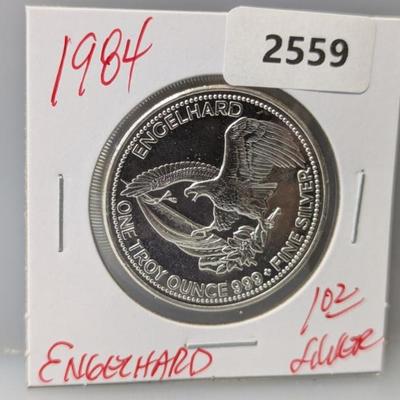 1984
2559
ENGELHARD
ONE TROY OUNCE 999+ FINE SILVER
ENGELHARD
1oz
Silver